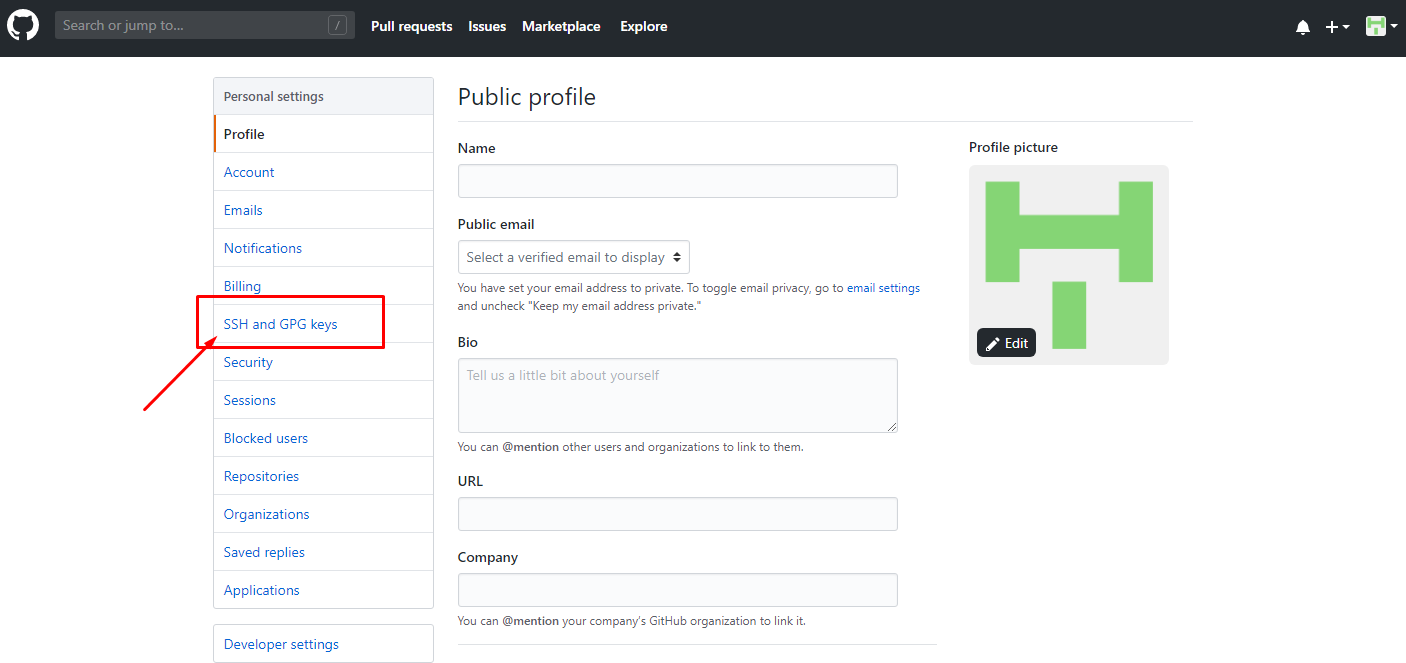 Search or jump to...
/
Pull requests
Issues
Marketplace
Explore
Personal settings
Profile
Account
Emails
Notifications
Billing
SSH and GPG keys
Security
Sessions
Blocked users
Repositories
Organizations
Saved replies
Applications
Developer settings
Public profile
Name
Public email
Select a verified email to display
You have set your email address to private. To toggle email privacy, go to email settings
and uncheck "Keep my email address private."
Bio
Tell us a little bit about yourself
You can @mention other users and organizations to link to them.
URL
Company
You can @mention your company's GitHub organization to link it.
Profile picture
Edit